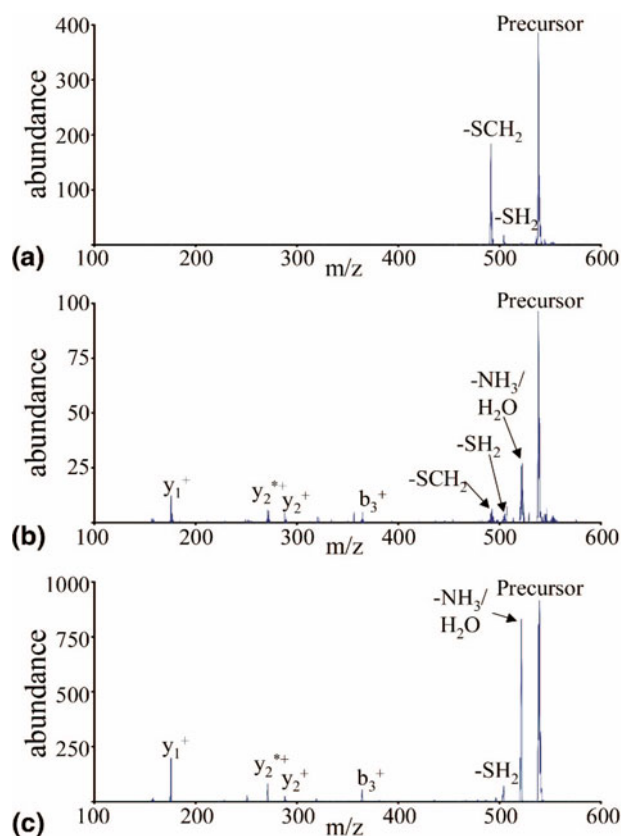 400
300
200
100
abundance
Precursor
-SCH₂
-SH₂
100 200 300 400 500 600
m/z
(a)
100
75
50
25
abundance
Precursor
-NH₃/
H₂O
-SH₂
-SCH₂
y₁⁺
y₂*⁺
y₂⁺
b₃⁺
100 200 300 400 500 600
m/z
(b)
1000
750
500
250
abundance
Precursor
-NH₃/
H₂O
-SH₂
y₁⁺
y₂*⁺
y₂⁺
b₃⁺
100 200 300 400 500 600
m/z
(c)